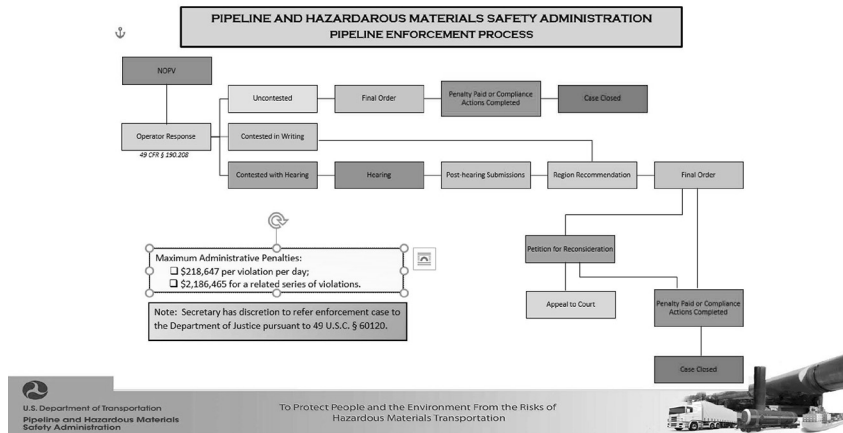 PIPELINE AND HAZARDAROUS MATERIALS SAFETY ADMINISTRATION
PIPELINE ENFORCEMENT PROCESS
NOPV
Uncontested
Final Order
Penalty Paid or Compliance
Actions Completed
Case Closed
Operator Response
49 CFR § 190.208
Contested in Writing
Contested with Hearing
Hearing
Post-hearing Submissions
Region Recommendation
Final Order
Petition for Reconsideration
Maximum Administrative Penalties:
$218,647 per violation per day;
$2,186,465 for a related series of violations.
Appeal to Court
Penalty Paid or Compliance
Actions Completed
Note: Secretary has discretion to refer enforcement case to
the Department of Justice pursuant to 49 U.S.C. § 60120.
Case Closed
U.S. Department of Transportation
Pipeline and Hazardous Materials
Safety Administration
To Protect People and the Environment From the Risks of
Hazardous Materials Transportation